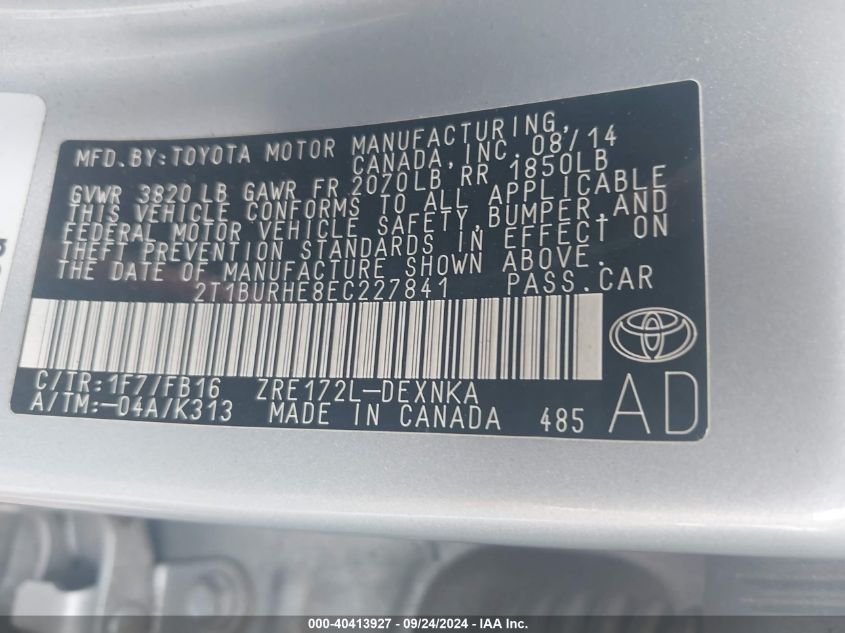 MFD. BY: TOYOTA MOTOR MANUFACTURING,
CANADA, INC. 08/14
GVWR 3820 LB GAWR FR 2070LB RR 1850LB
THIS VEHICLE CONFORMS TO ALL APPLICABLE
FEDERAL MOTOR VEHICLE SAFETY, BUMPER, AND
THEFT PREVENTION STANDARDS IN EFFECT ON
THE DATE OF MANUFACTURE SHOWN ABOVE.
2T1BURHE8EC227841 PASS. CAR
C/TR: 1F7/FB16 ZRE172L-DEXNKA
A/TM: -04A/K313 MADE IN CANADA 485 AD
000-40413927 - 09/24/2024 - IAA Inc.